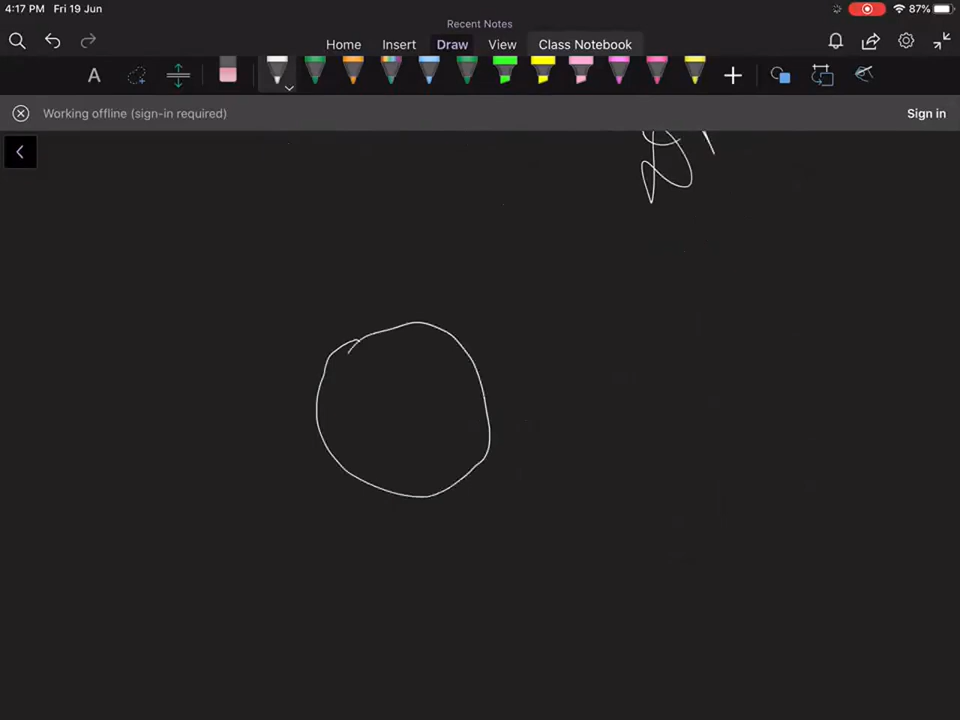 4:17 PM Fri 19 Jun 87%
Recent Notes
Home Insert Draw View Class Notebook
A
Working offline (sign-in required) Sign in